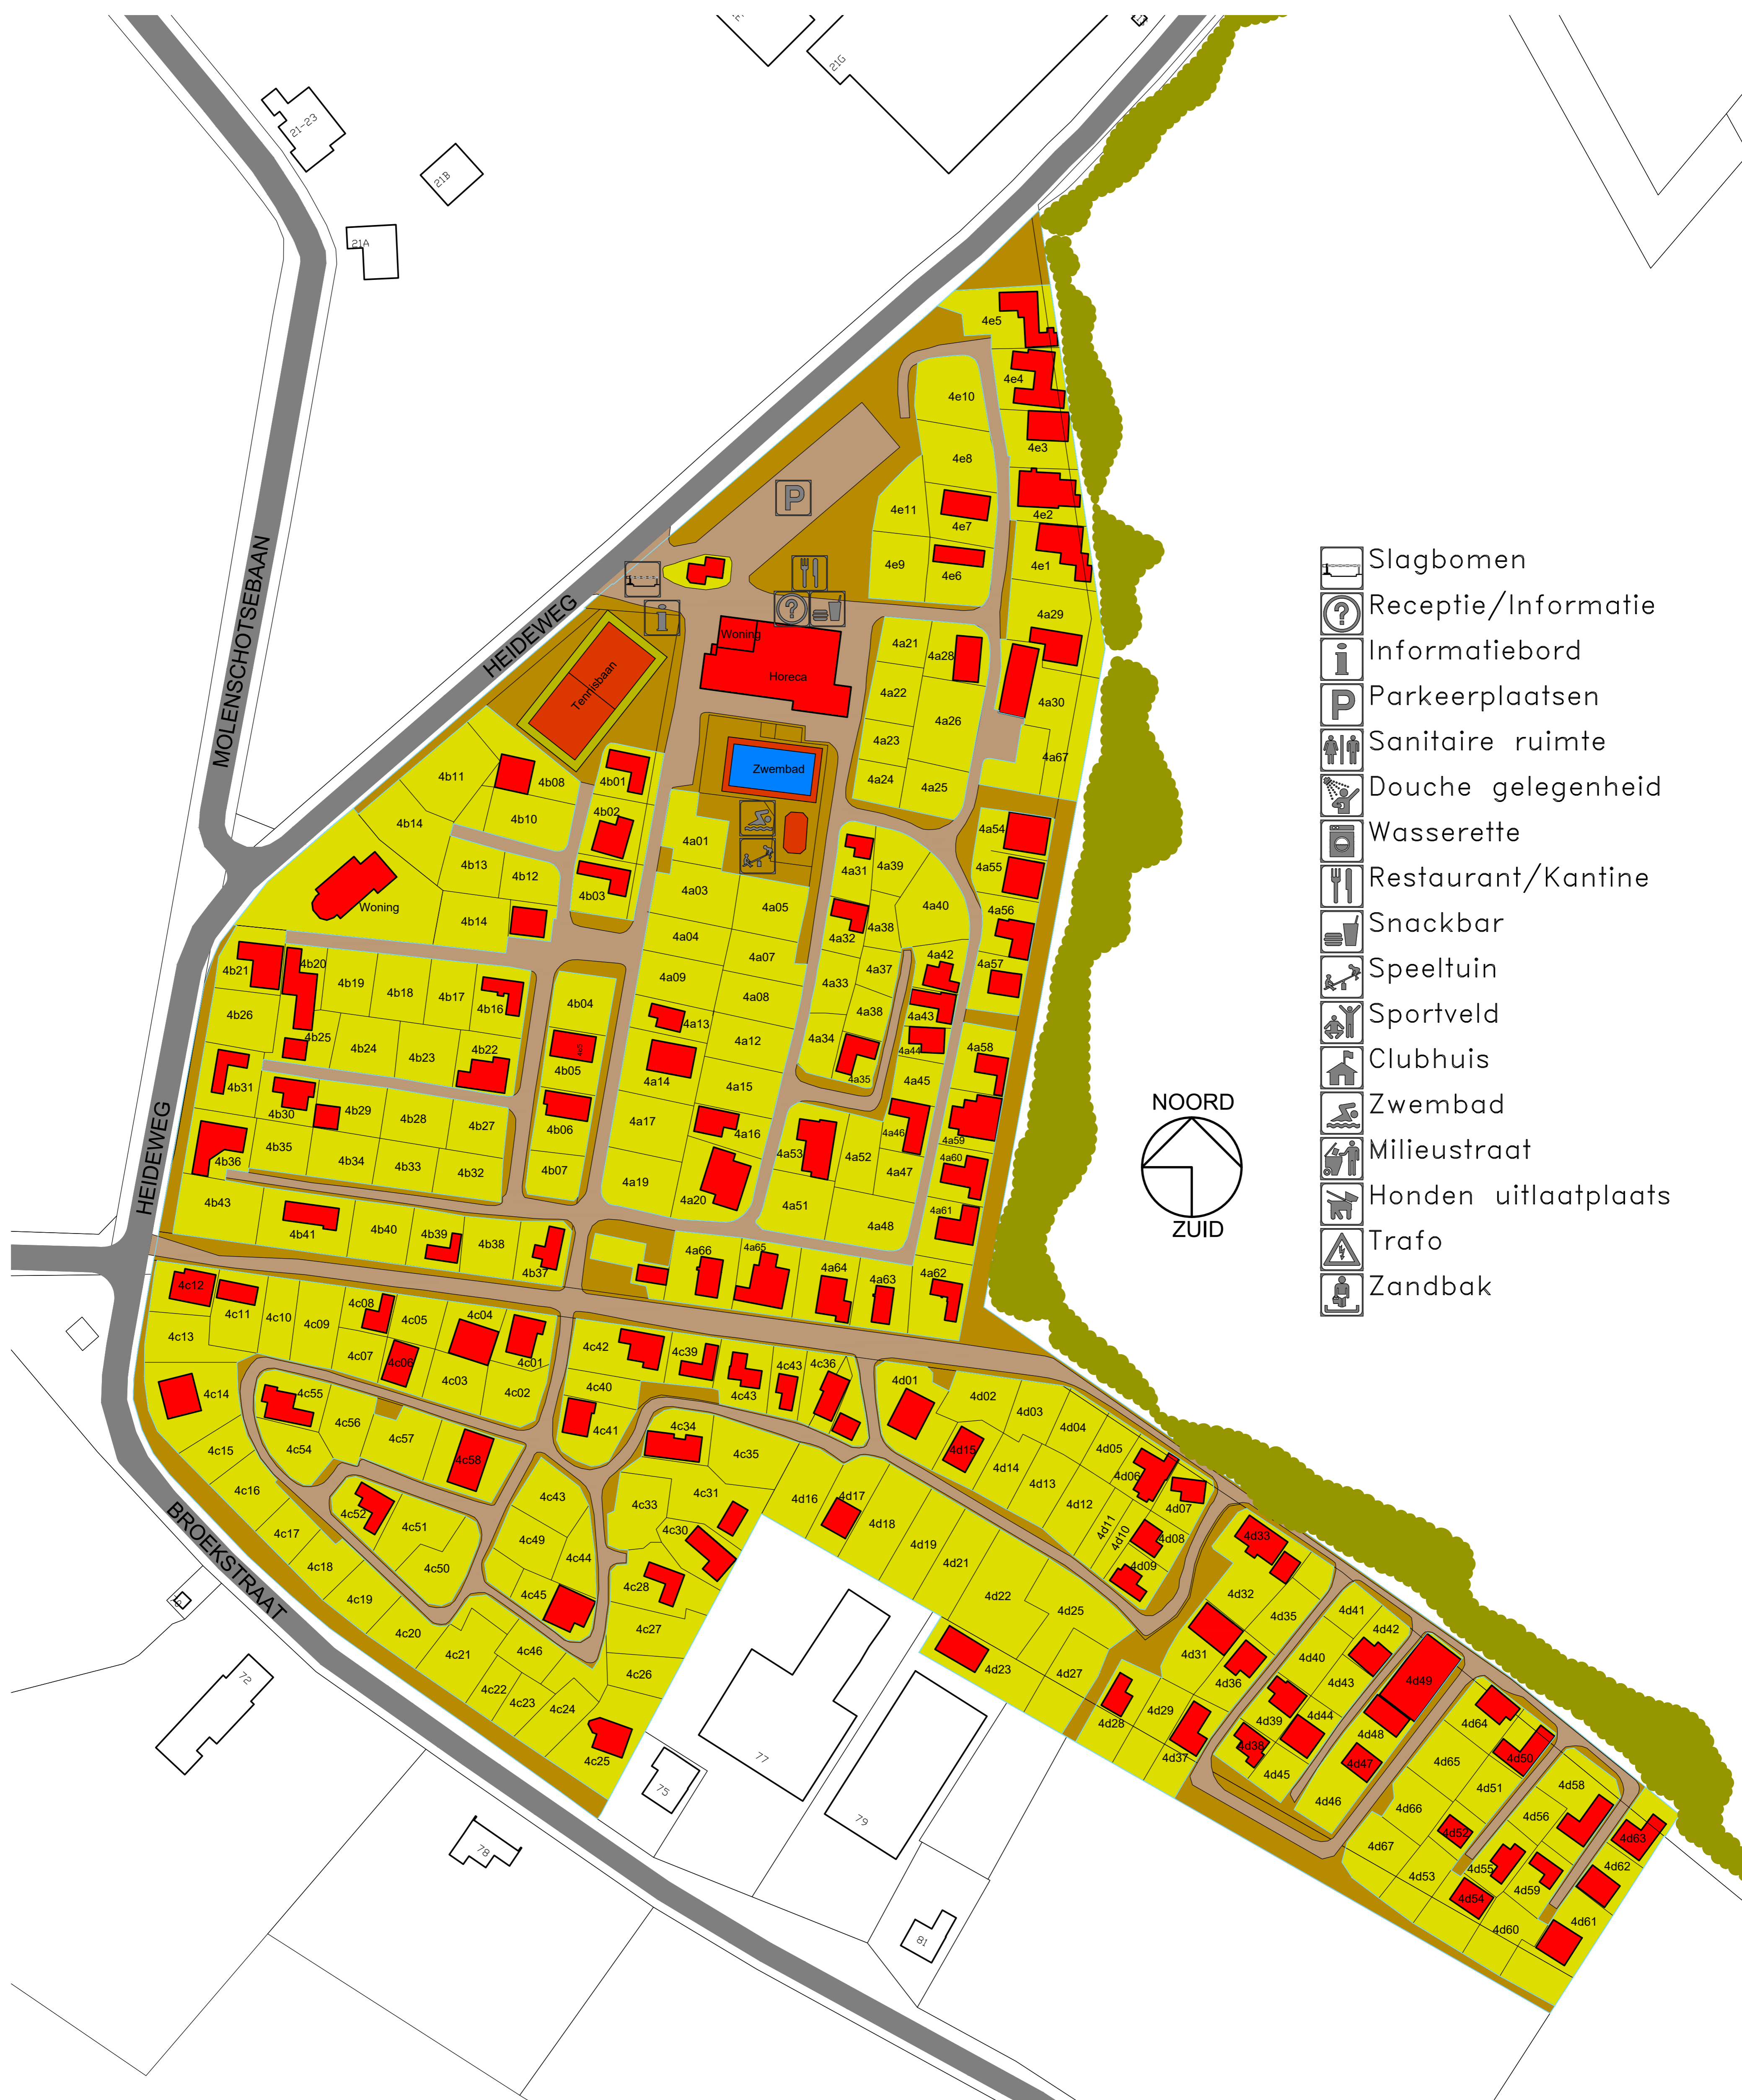 21G
21-23
21B
21A
MOLENSCHOTSEBAAN
HEIDEWEG
HEIDEWEG
BROEKSTRAAT
4e5
4e4
4e10
4e3
4e8
4e11
4e7
4e2
4e9
4e6
4e1
P
i
?
Woning
Horeca
Tennisbaan
Zwembad
4a29
4a21
4a28
4a22
4a30
4a26
4a23
4a67
4a24
4a25
4b11
4b08
4b01
4b02
4b10
4b14
4b13
4b12
4b03
Woning
4b14
4a01
4a03
4a05
4a04
4a07
4a09
4a08
4a13
4a12
4a14
4a15
4a17
4a16
4a19
4a20
4a31
4a39
4a40
4a32
4a38
4a37
4a33
4a38
4a34
4a35
4a42
4a43
4a44
4a45
4a46
4a47
4a52
4a53
4a51
4a48
4a54
4a55
4a56
4a57
4a58
4a59
4a60
4a61
4a62
4a63
4a64
4a65
4a66
4b21
4b20
4b19
4b18
4b17
4b16
4b26
4b25
4b24
4b23
4b22
4b04
4b5
4b05
4b06
4b07
4b31
4b30
4b29
4b28
4b27
4b36
4b35
4b34
4b33
4b32
4b43
4b41
4b40
4b39
4b38
4b37
4c12
4c11
4c10
4c09
4c08
4c05
4c04
4c01
4c13
4c07
4c06
4c03
4c02
4c14
4c55
4c56
4c57
4c58
4c54
4c15
4c16
4c17
4c18
4c19
4c20
4c21
4c22
4c23
4c24
4c25
4c26
4c27
4c28
4c46
4c52
4c51
4c50
4c43
4c49
4c44
4c45
4c42
4c40
4c41
4c39
4c43
4c43
4c36
4c34
4c35
4c33
4c31
4c30
4d01
4d02
4d03
4d04
4d05
4d06
4d07
4d15
4d14
4d13
4d12
4d11
4d10
4d08
4d09
4d16
4d17
4d18
4d19
4d21
4d22
4d25
4d23
4d27
4d28
4d29
4d33
4d32
4d35
4d31
4d36
4d37
4d41
4d42
4d40
4d43
4d39
4d44
4d38
4d45
4d49
4d48
4d47
4d46
4d64
4d50
4d65
4d51
4d66
4d52
4d67
4d53
4d58
4d56
4d55
4d54
4d59
4d60
4d63
4d62
4d61
72
75
77
79
78
81
NOORD
ZUID
Slagbomen
? Receptie/Informatie
i Informatiebord
P Parkeerplaatsen
Sanitaire ruimte
Douche gelegenheid
Wasserette
Restaurant/Kantine
Snackbar
Speeltuin
Sportveld
Clubhuis
Zwembad
Milieustraat
Honden uitlaatplaats
Trafo
Zandbak